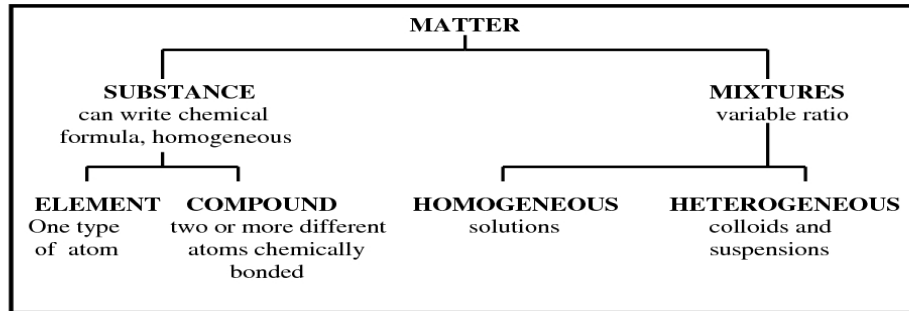 MATTER
SUBSTANCE
can write chemical
formula, homogeneous
MIXTURES
variable ratio
ELEMENT
One type
of atom
COMPOUND
two or more different
atoms chemically
bonded
HOMOGENEOUS
solutions
HETEROGENEOUS
colloids and
suspensions